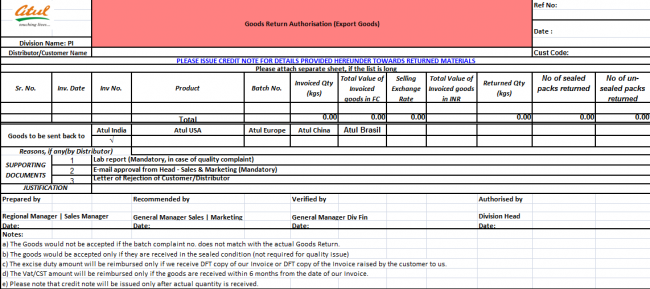 atul
Ref No:
Goods Return Authorisation (Export Goods)
Date :
Division Name: PI
Distributor/Customer Name
Cust Code:
PLEASE ISSUE CREDIT NOTE FOR DETAILS PROVIDED HEREUNDER TOWARDS RETURNED MATERIALS
Please attach separate sheet, if the list is long
Sr. No. Inv. Date Inv No. Product Batch No. Invoiced Qty (kgs) Total Value of Invoiced goods in FC Selling Exchange Rate Total Value of Invoiced goods in INR Returned Qty (kgs) No of sealed packs returned No of un-sealed packs returned
Total 0.00 0.00 0.00 0.00 0.00 0.00 0.00
Goods to be sent back to Atul India Atul USA Atul Europe Atul China Atul Brasil
√
Reasons, if any(by Distributor)
SUPPORTING DOCUMENTS
1 Lab report (Mandatory, in case of quality complaint)
2 E-mail approval from Head - Sales & Marketing (Mandatory)
3 Letter of Rejection of Customer/Distributor
JUSTIFICATION
Prepared by Recommended by Verified by Authorised by
Regional Manager | Sales Manager General Manager Sales | Marketing General Manager Div Fin Division Head
Date: Date: Date: Date:
Notes:
a) The Goods would not be accepted if the batch complaint no. does not match with the actual Goods Return.
b) The goods would be accepted only if they are received in the sealed condition (not required for quality issue)
c) The excise duty amount will be reimbursed only if we receive DFT copy of our Invoice or DFT copy of the Invoice raised by the customer to us.
d) The Vat/CST amount will be reimbursed only if the goods are received within 6 months from the date of our Invoice.
e) Please note that credit note will be issued only after actual quantity is received.